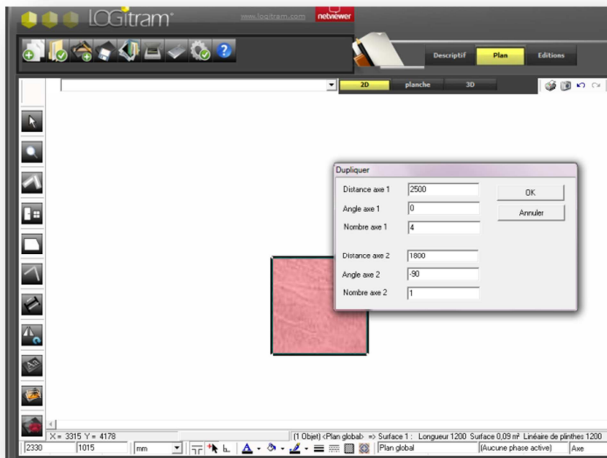 LOGitram
www.logitram.com
netviewer
Descriptif
Plan
Editions
2D
planche
3D
Dupliquer
Distance axe 1
2500
OK
Angle axe 1
0
Annuler
Nombre axe 1
4
Distance axe 2
1800
Angle axe 2
-90
Nombre axe 2
1
X = 3315 Y = 4178
(1 Objet) <Plan global> => Surface 1 : Longueur 1200 Surface 0,09 m² Linéaire de plinthes 1200
2330
1015
mm
Plan global
(Aucune phase active)
Axe